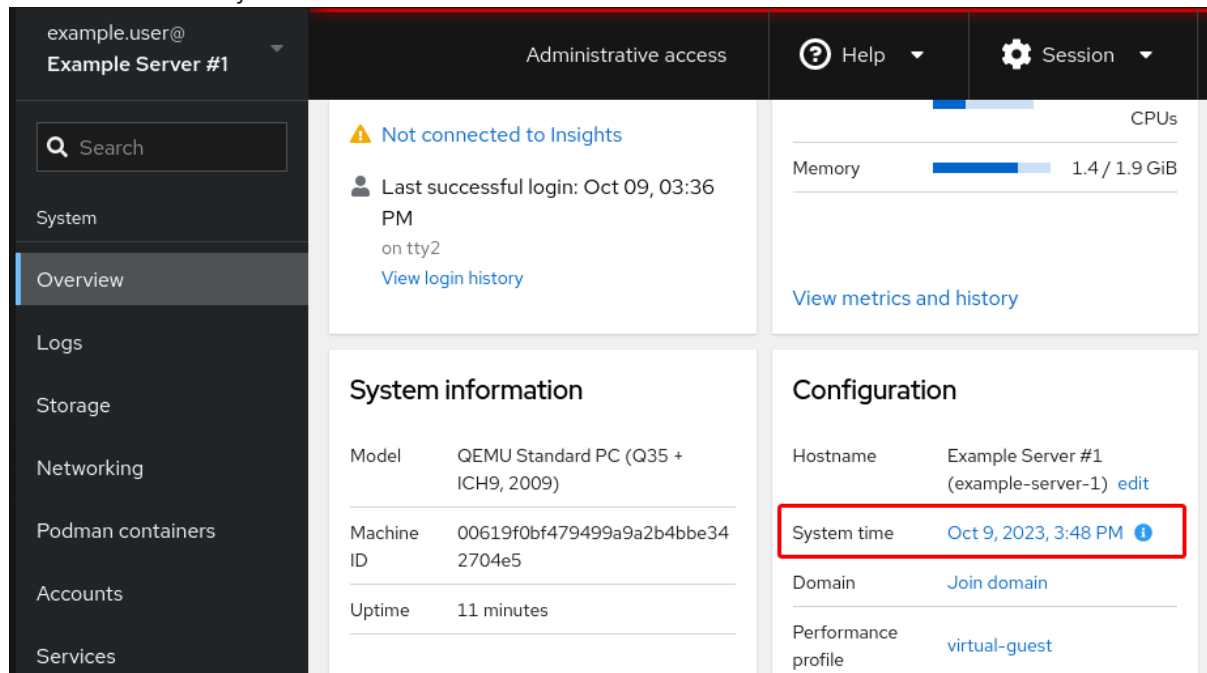 example.user@
Example Server #1
Administrative access
Help
Session
Search
System
Overview
Logs
Storage
Networking
Podman containers
Accounts
Services
Not connected to Insights
Last successful login: Oct 09, 03:36
PM
on tty2
View login history
CPUs
Memory 1.4 / 1.9 GiB
View metrics and history
System information
Model QEMU Standard PC (Q35 +
ICH9, 2009)
Machine 00619f0bf479499a9a2b4bbe34
ID 2704e5
Uptime 11 minutes
Configuration
Hostname Example Server #1
(example-server-1) edit
System time Oct 9, 2023, 3:48 PM
Domain Join domain
Performance
profile virtual-guest